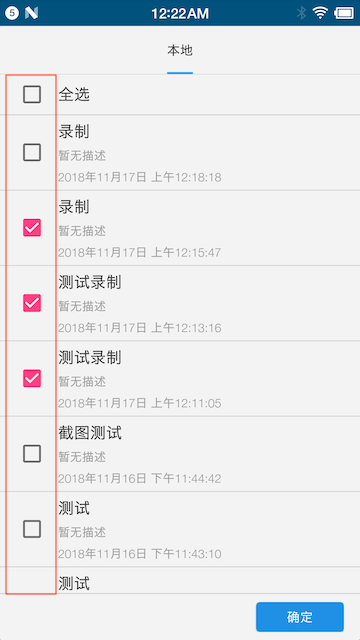 5 N 12:22AM
本地
全选
录制
暂无描述
2018年11月17日 上午12:18:18
录制
暂无描述
2018年11月17日 上午12:15:47
测试录制
暂无描述
2018年11月17日 上午12:13:16
测试录制
暂无描述
2018年11月17日 上午12:11:05
截图测试
暂无描述
2018年11月16日 下午11:44:42
测试
暂无描述
2018年11月16日 下午11:43:10
测试
确定